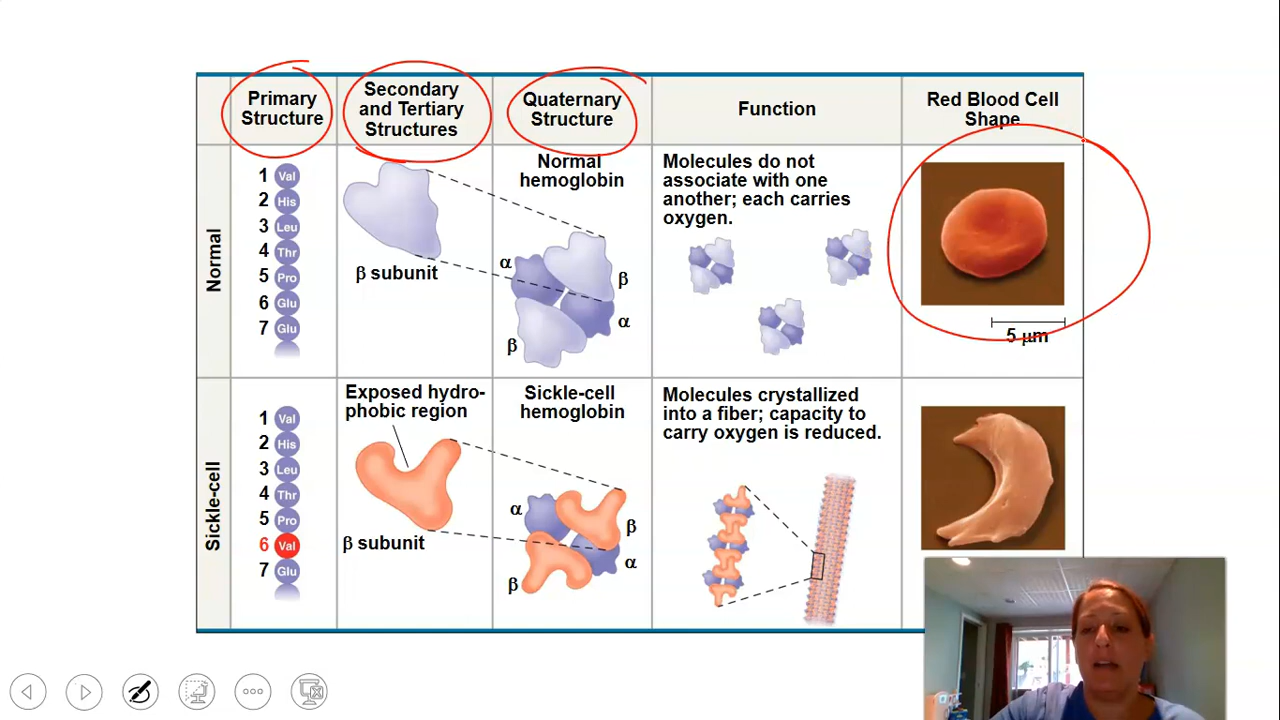 Primary
Structure
Secondary
and Tertiary
Structures
Quaternary
Structure
Function
Red Blood Cell
Shape
Normal
1 Val
2 His
3 Leu
4 Thr
5 Pro
6 Glu
7 Glu
β subunit
Normal
hemoglobin
α
β
α
β
Molecules do not
associate with one
another; each carries
oxygen.
5 μm
Sickle-cell
1 Val
2 His
3 Leu
4 Thr
5 Pro
6 Val
7 Glu
Exposed hydro-
phobic region
β subunit
Sickle-cell
hemoglobin
α
β
α
β
Molecules crystallized
into a fiber; capacity to
carry oxygen is reduced.